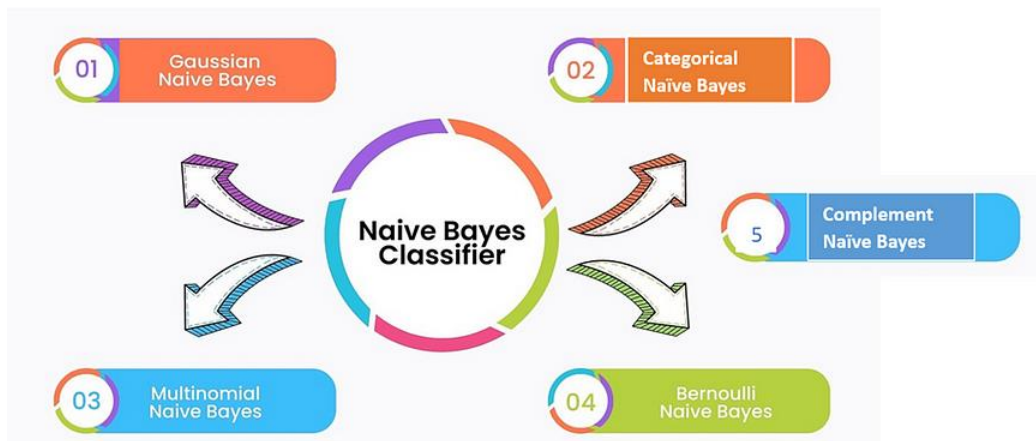 01
Gaussian
Naive Bayes
02
Categorical
Naïve Bayes
Naive Bayes
Classifier
5
Complement
Naïve Bayes
03
Multinomial
Naive Bayes
04
Bernoulli
Naive Bayes